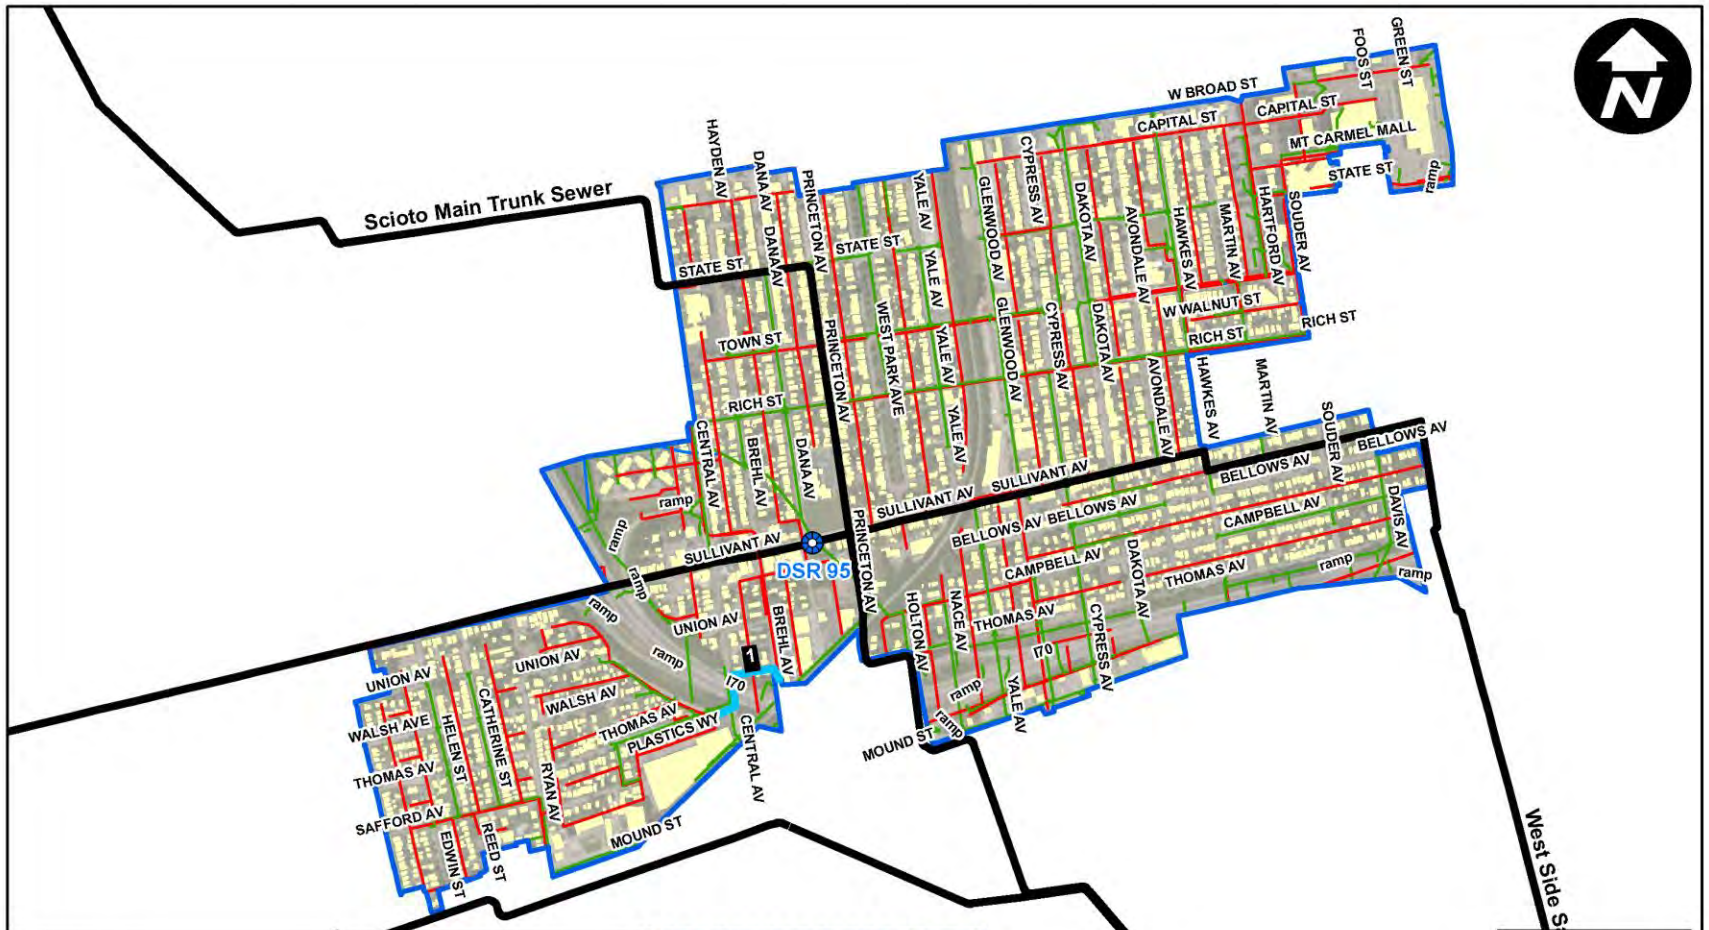 FOOS ST
GREEN ST
N
W BROAD ST
CAPITAL ST
CAPITAL ST
MT CARMEL MALL
STATE ST
ramp
HAYDEN AV
DANA AV
PRINCETON AV
YALE AV
GLENWOOD AV
CYPRESS AV
DAKOTA AV
AVONDALE AV
HAWKES AV
MARTIN AV
HARTFORD AV
SOUDER AV
Scioto Main Trunk Sewer
DANA AV
STATE ST
STATE ST
YALE AV
W WALNUT ST
RICH ST
RICH ST
TOWN ST
PRINCETON AV
WEST PARK AVE
YALE AV
GLENWOOD AV
CYPRESS AV
DAKOTA AV
AVONDALE AV
HAWKES AV
MARTIN AV
SOUDER AV
BELLOWS AV
RICH ST
CENTRAL AV
BREHL AV
DANA AV
YALE AV
SULLIVANT AV
SULLIVANT AV
BELLOWS AV
BELLOWS AV
BELLOWS AV
CAMPBELL AV
DAVIS AV
ramp
ramp
SULLIVANT AV
DSR 95
PRINCETON AV
CAMPBELL AV
DAKOTA AV
THOMAS AV
ramp
ramp
ramp
ramp
UNION AV
BREHL AV
HOLTON AV
NACE AV
THOMAS AV
CYPRESS AV
I70
1
ramp
I70
UNION AV
UNION AV
WALSH AV
WALSH AVE
HELEN ST
CATHERINE ST
THOMAS AV
PLASTICS WY
CENTRAL AV
MOUND ST
ramp
ramp
YALE AV
THOMAS AV
RYAN AV
SAFFORD AV
EDWIN ST
REED ST
MOUND ST
West Side